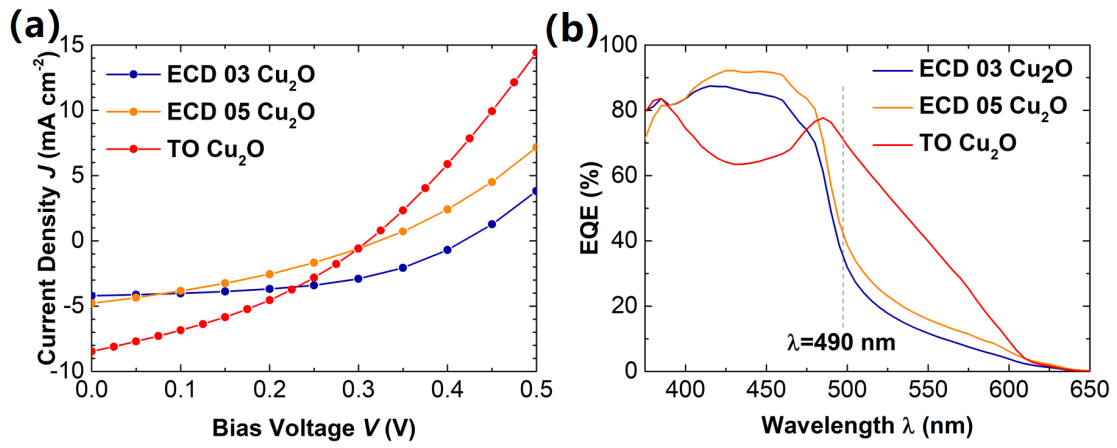 (a)
15
10
5
0
-5
-10
Current Density J (mA cm⁻²)
ECD 03 Cu₂O
ECD 05 Cu₂O
TO Cu₂O
0.0 0.1 0.2 0.3 0.4 0.5
Bias Voltage V (V)
(b)
100
80
60
40
20
0
EQE (%)
ECD 03 Cu2O
ECD 05 Cu₂O
TO Cu₂O
λ=490 nm
400 450 500 550 600 650
Wavelength λ (nm)